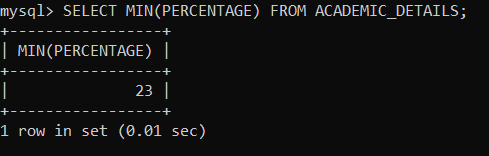 mysql> SELECT MIN(PERCENTAGE) FROM ACADEMIC_DETAILS;
+-----------------+
| MIN(PERCENTAGE) |
+-----------------+
|              23 |
+-----------------+
1 row in set (0.01 sec)